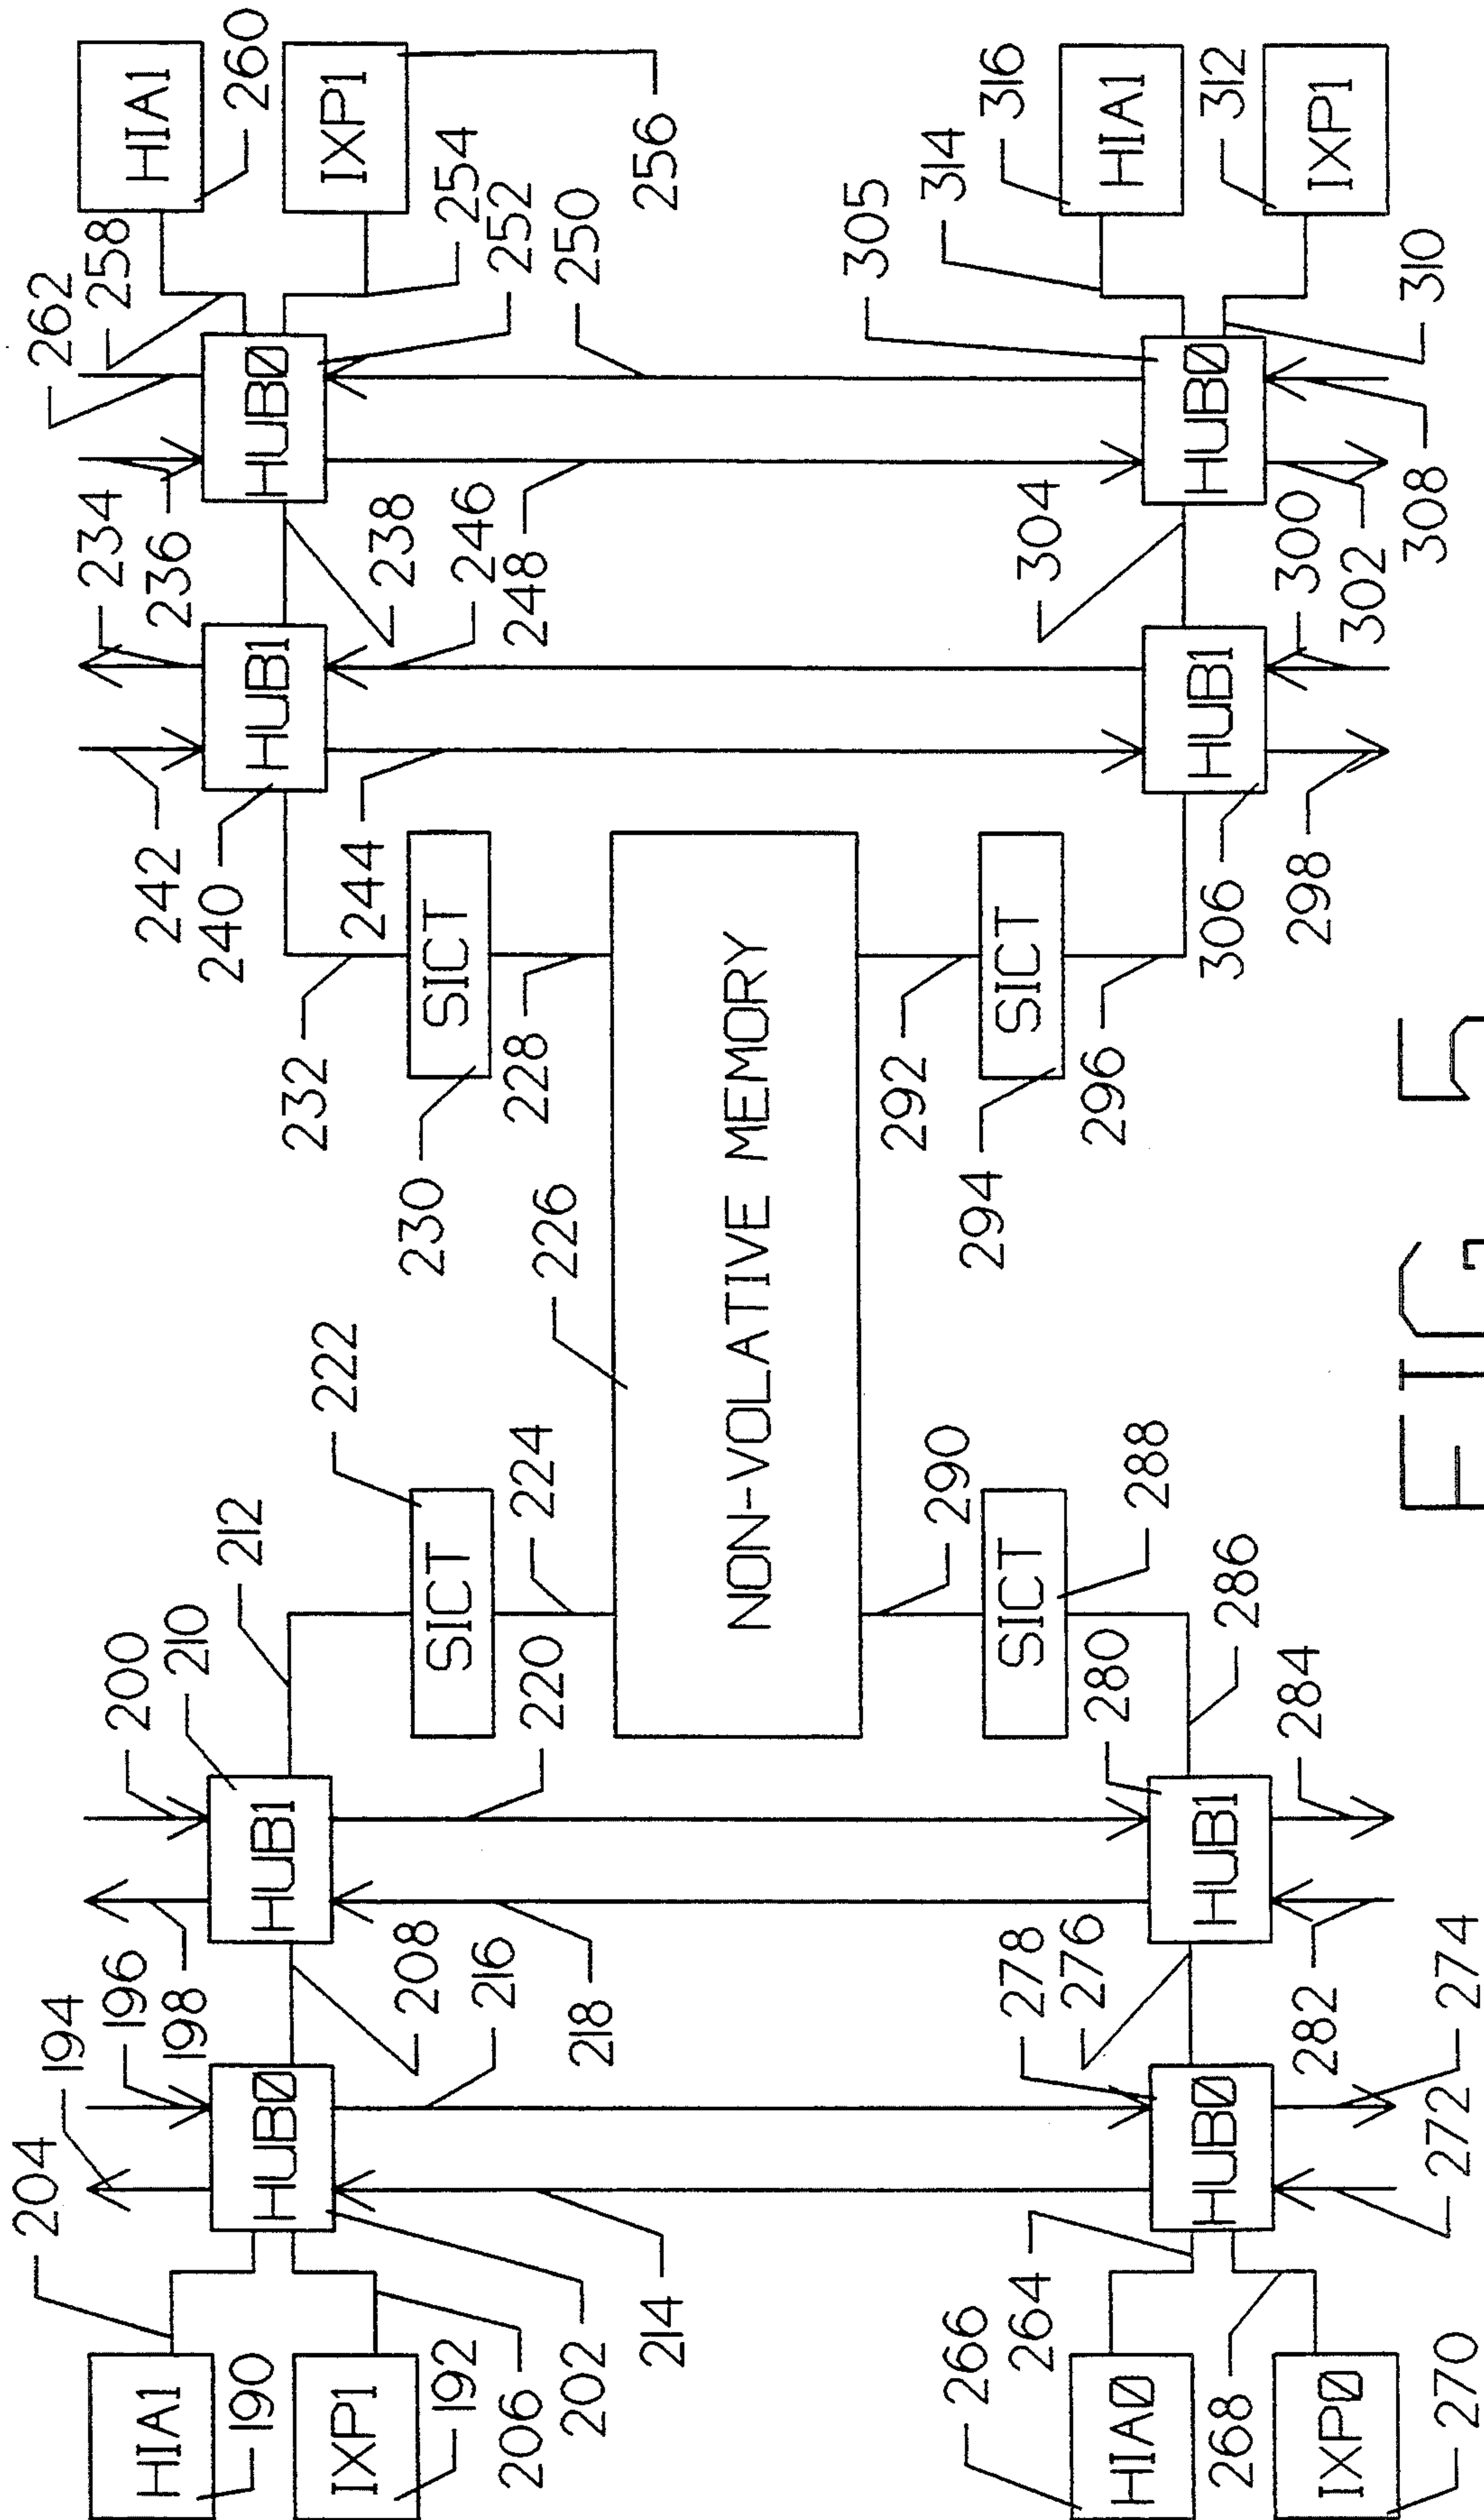 HIA1
190
204
IXP1
192
206
194
196
198
200
HUB0
202
208
HUB1
210
212
214
216
218
220
SICT
222
224
NON-VOLATIVE MEMORY
226
SICT
230
228
232
242
240
HUB1
234
236
244
238
246
248
HUB0
262
258
252
254
250
HIA1
260
IXP1
256
HIA0
266
264
IXP0
270
268
HUB0
278
276
272
274
HUB1
280
282
284
286
SICT
288
290
SICT
294
292
296
HUB1
306
298
300
302
304
HUB0
305
308
310
HIA1
316
314
IXP1
312
FIG 5